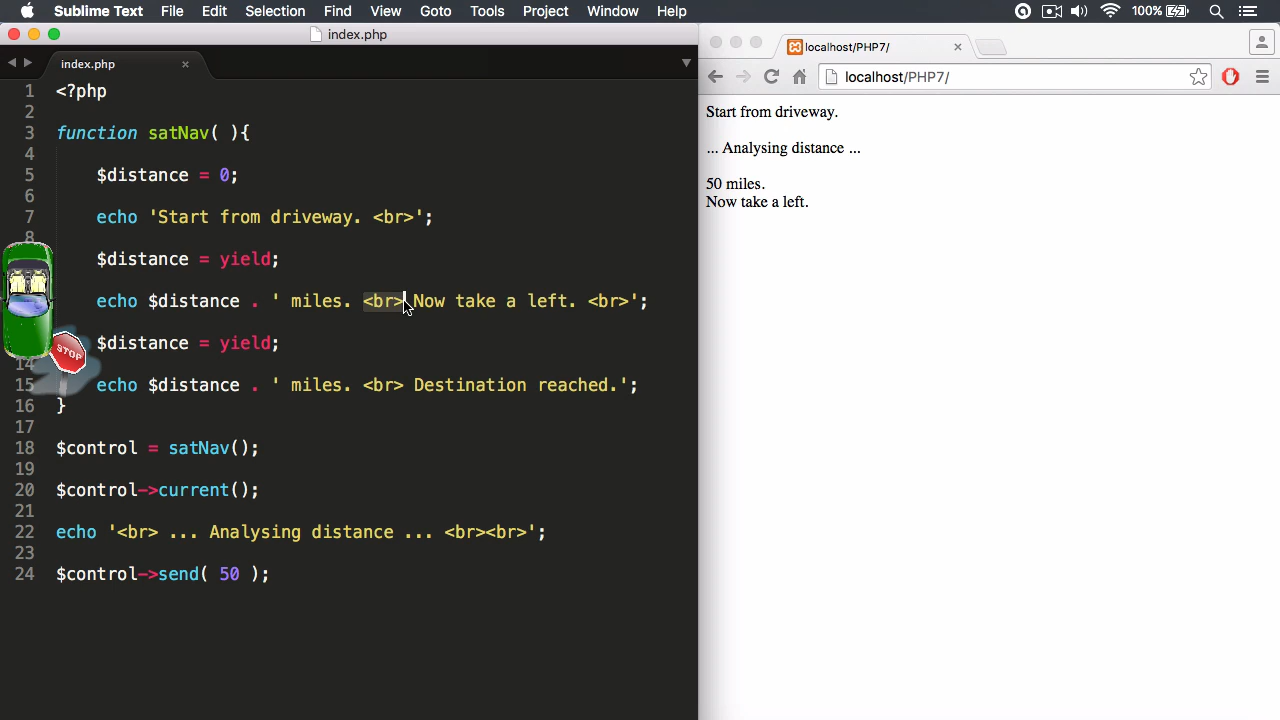 Sublime Text File Edit Selection Find View Goto Tools Project Window Help 100%
index.php
index.php
localhost/PHP7/
localhost/PHP7/
1 <?php
2
3 function satNav( ){
4
5 $distance = 0;
6
7 echo 'Start from driveway. <br>';
8
$distance = yield;
echo $distance . ' miles. <br> Now take a left. <br>';
STOP
$distance = yield;
14
15 echo $distance . ' miles. <br> Destination reached.';
16 }
17
18 $control = satNav();
19
20 $control->current();
21
22 echo '<br> ... Analysing distance ... <br><br>';
23
24 $control->send( 50 );
Start from driveway.
... Analysing distance ...
50 miles.
Now take a left.